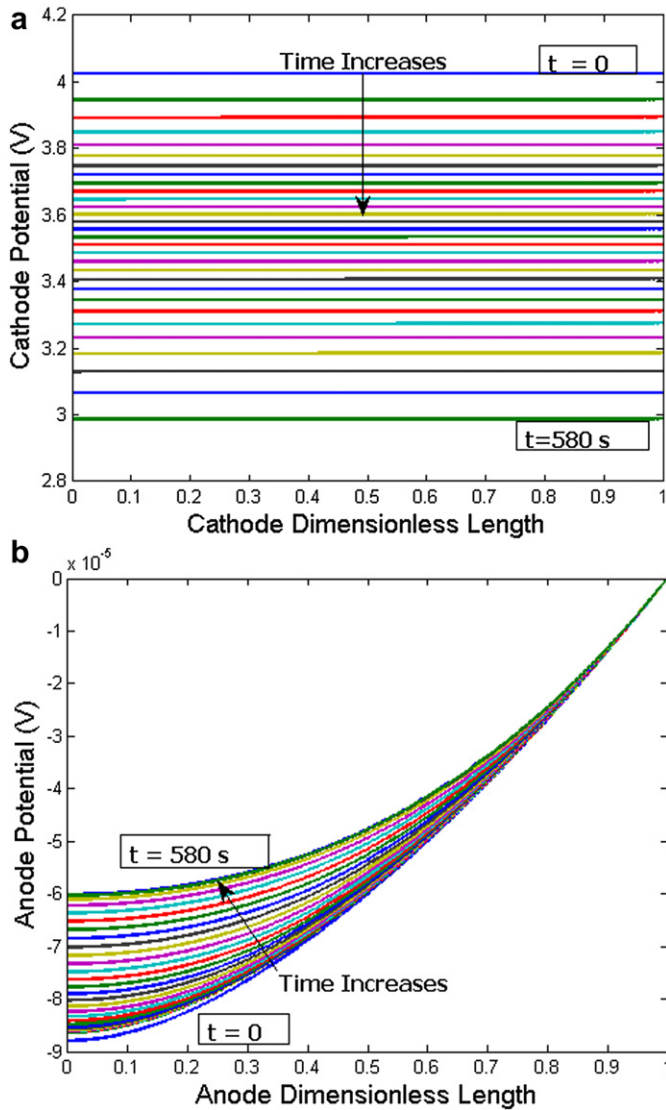 a
4.2
Time Increases
t = 0
4
3.8
3.6
3.4
3.2
3
2.8
t=580 s
Cathode Potential (V)
0 0.1 0.2 0.3 0.4 0.5 0.6 0.7 0.8 0.9 1
Cathode Dimensionless Length
b
x 10-5
0
-1
-2
-3
-4
-5
-6
-7
-8
-9
Anode Potential (V)
t = 580 s
Time Increases
t = 0
0 0.1 0.2 0.3 0.4 0.5 0.6 0.7 0.8 0.9 1
Anode Dimensionless Length